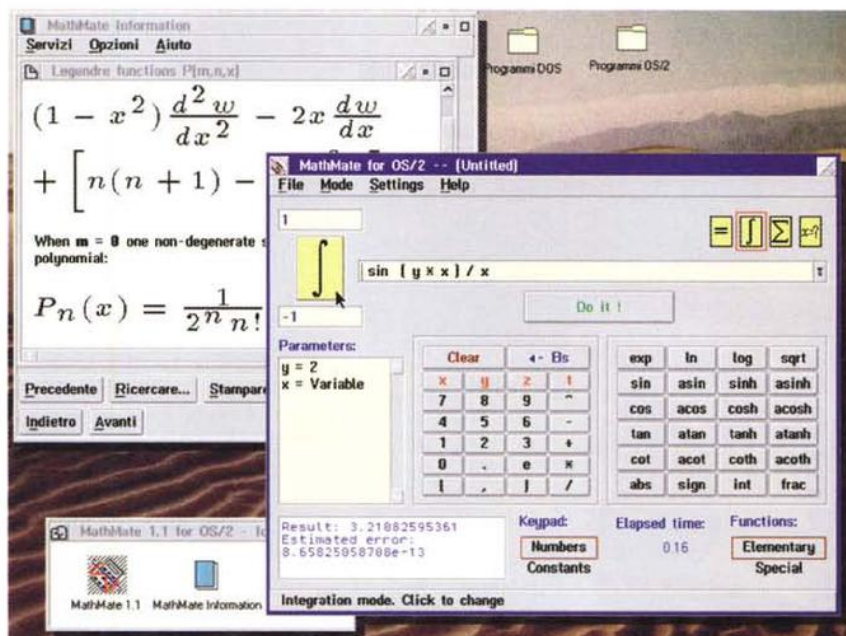 MathMate Information
Servizi Opzioni Aiuto
Legendre functions P(m,n,x)
(1 − x²) d²w/dx² − 2x dw/dx
+ [n(n + 1) −
When m = 0 one non-degenerate s
polynomial:
Pₙ(x) = 1/2ⁿ n!
Precedente Ricercare... Stampare
Indietro Avanti
Programmi DOS Programmi OS/2
MathMate for OS/2 -- (Untitled)
File Mode Settings Help
1
= ∫ Σ x=?
∫
sin ( y * x ) / x
-1
Do it !
Parameters:
y = 2
x = Variable
Clear ◄- Bs
x y z t
7 8 9 ^
4 5 6 -
1 2 3 +
0 . e *
( , ) /
exp ln log sqrt
sin asin sinh asinh
cos acos cosh acosh
tan atan tanh atanh
cot acot coth acoth
abs sign int frac
Result: 3.21082595361
Estimated error:
8.65825058708e-13
Keypad:
Numbers
Constants
Elapsed time:
0.16
Functions:
Elementary
Special
Integration mode. Click to change
MathMate 1.1 for OS/2 - Ic
MathMate 1.1 MathMate Information